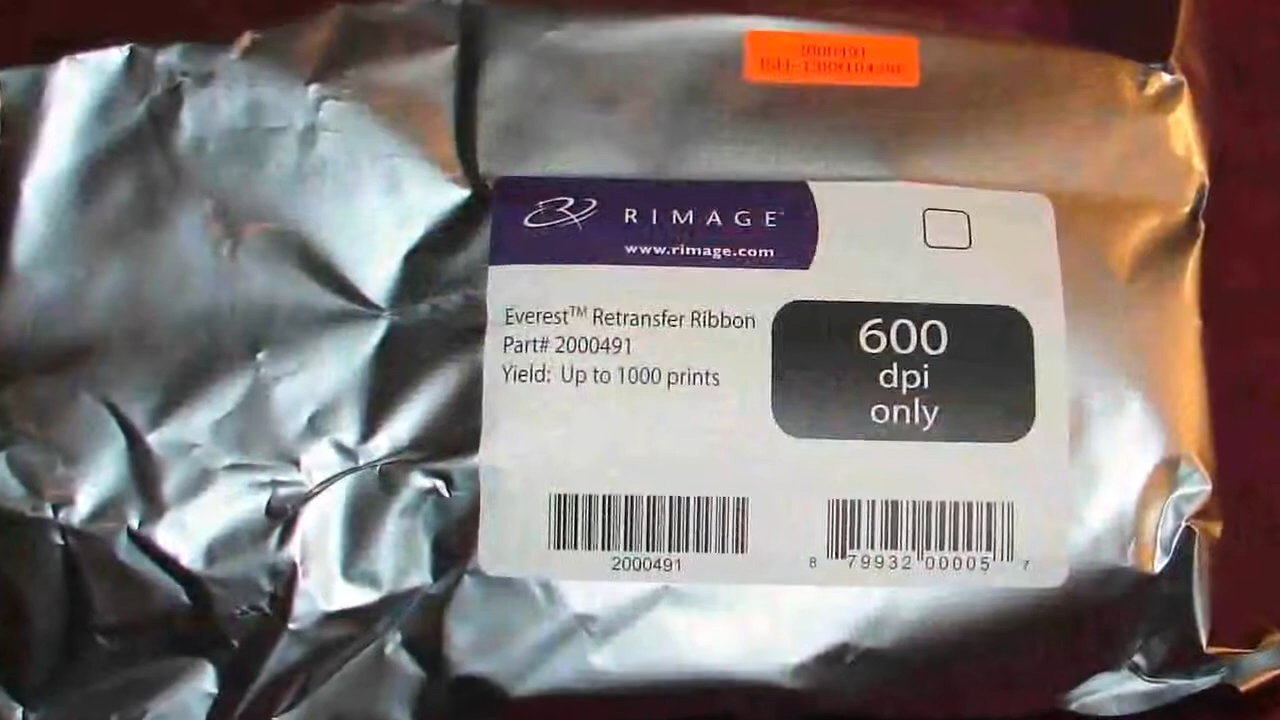 2000491
RIMAGE
www.rimage.com
Everest™ Retransfer Ribbon
Part# 2000491
Yield: Up to 1000 prints
600
dpi
only
2000491
8 79932 00005 7